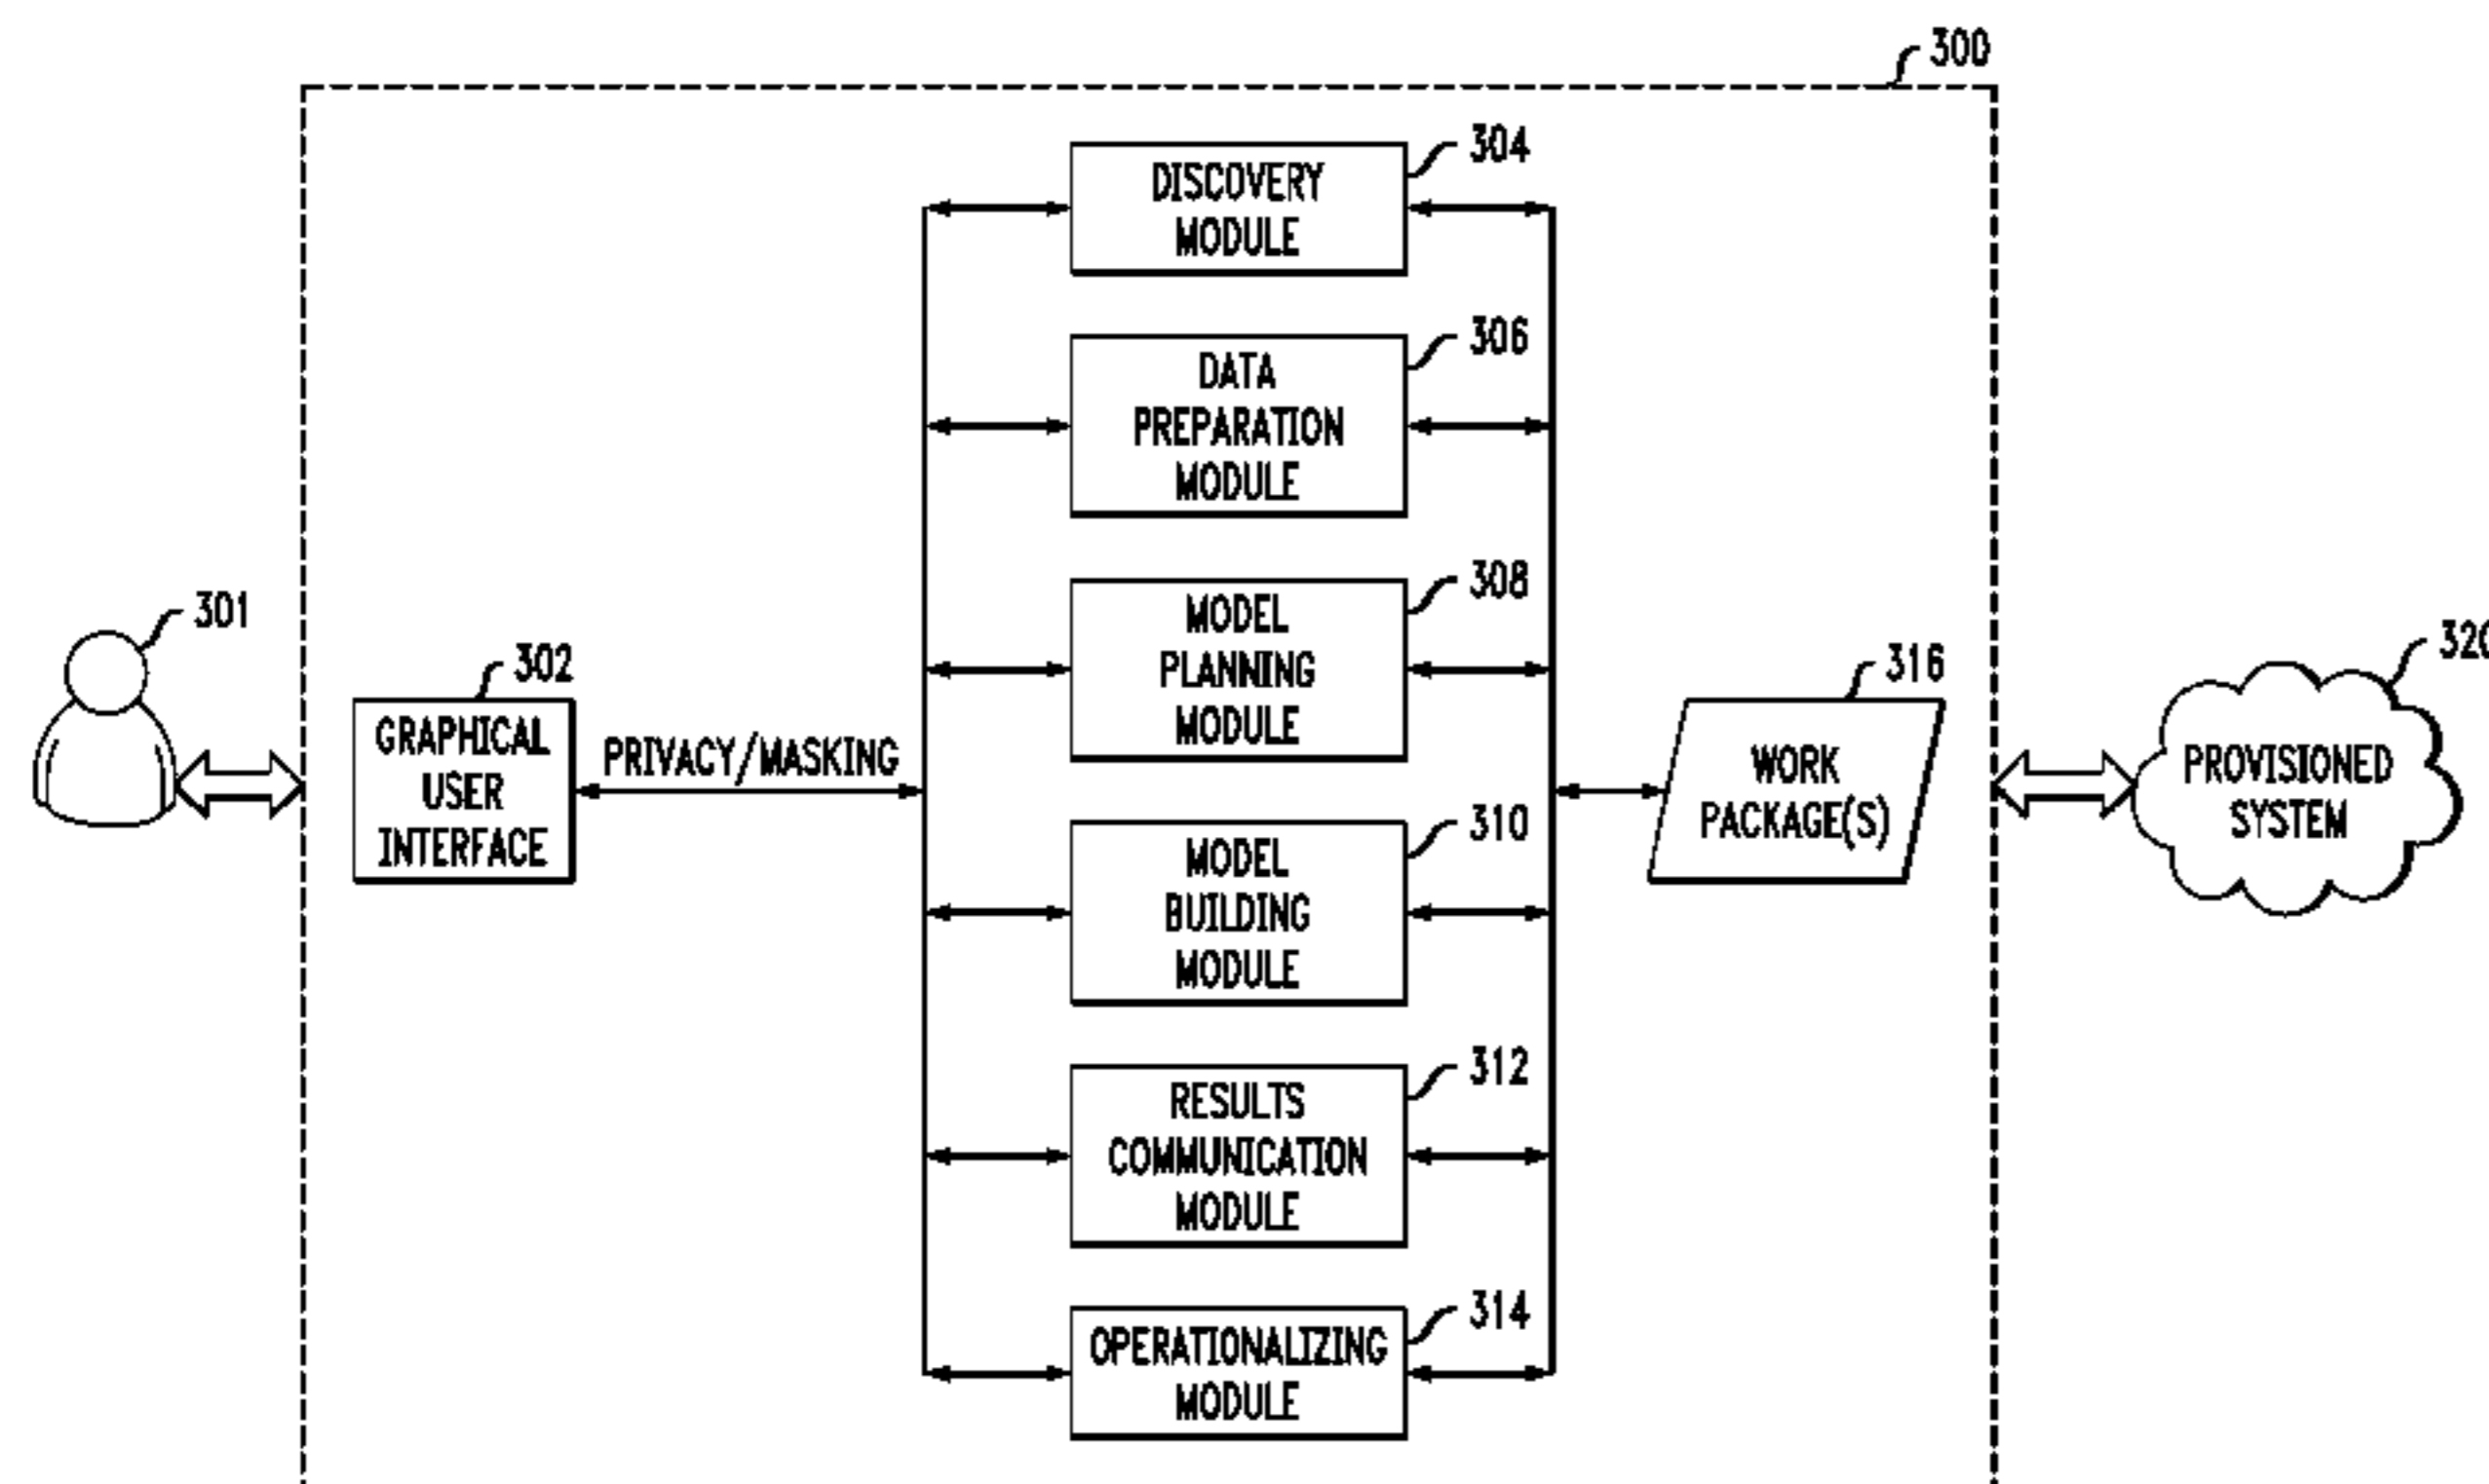 300
304
DISCOVERY
MODULE
306
DATA
PREPARATION
MODULE
308
MODEL
PLANNING
MODULE
301
302
GRAPHICAL
USER
INTERFACE
PRIVACY/MASKING
316
WORK
PACKAGE(S)
320
PROVISIONED
SYSTEM
310
MODEL
BUILDING
MODULE
312
RESULTS
COMMUNICATION
MODULE
314
OPERATIONALIZING
MODULE